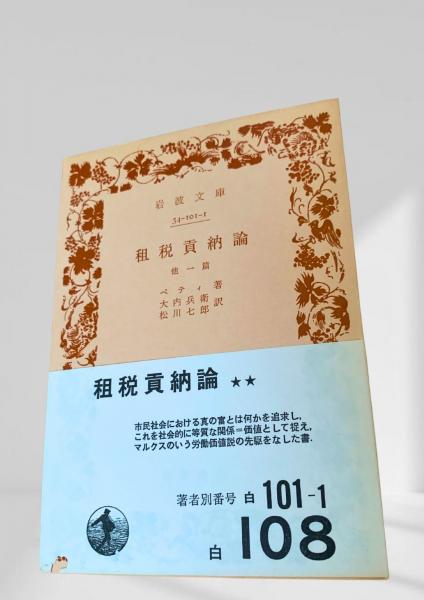 岩波文庫
34-101-1
租税貢納論
他一篇
ペティ著
大内兵衛訳
松川七郎
租税貢納論 ★★
市民社会における真の富とは何かを追求し,
これを社会的に等質な関係=価値として捉え,
マルクスのいう労働価値説の先駆をなした書.
著者別番号 白 101-1
白 108